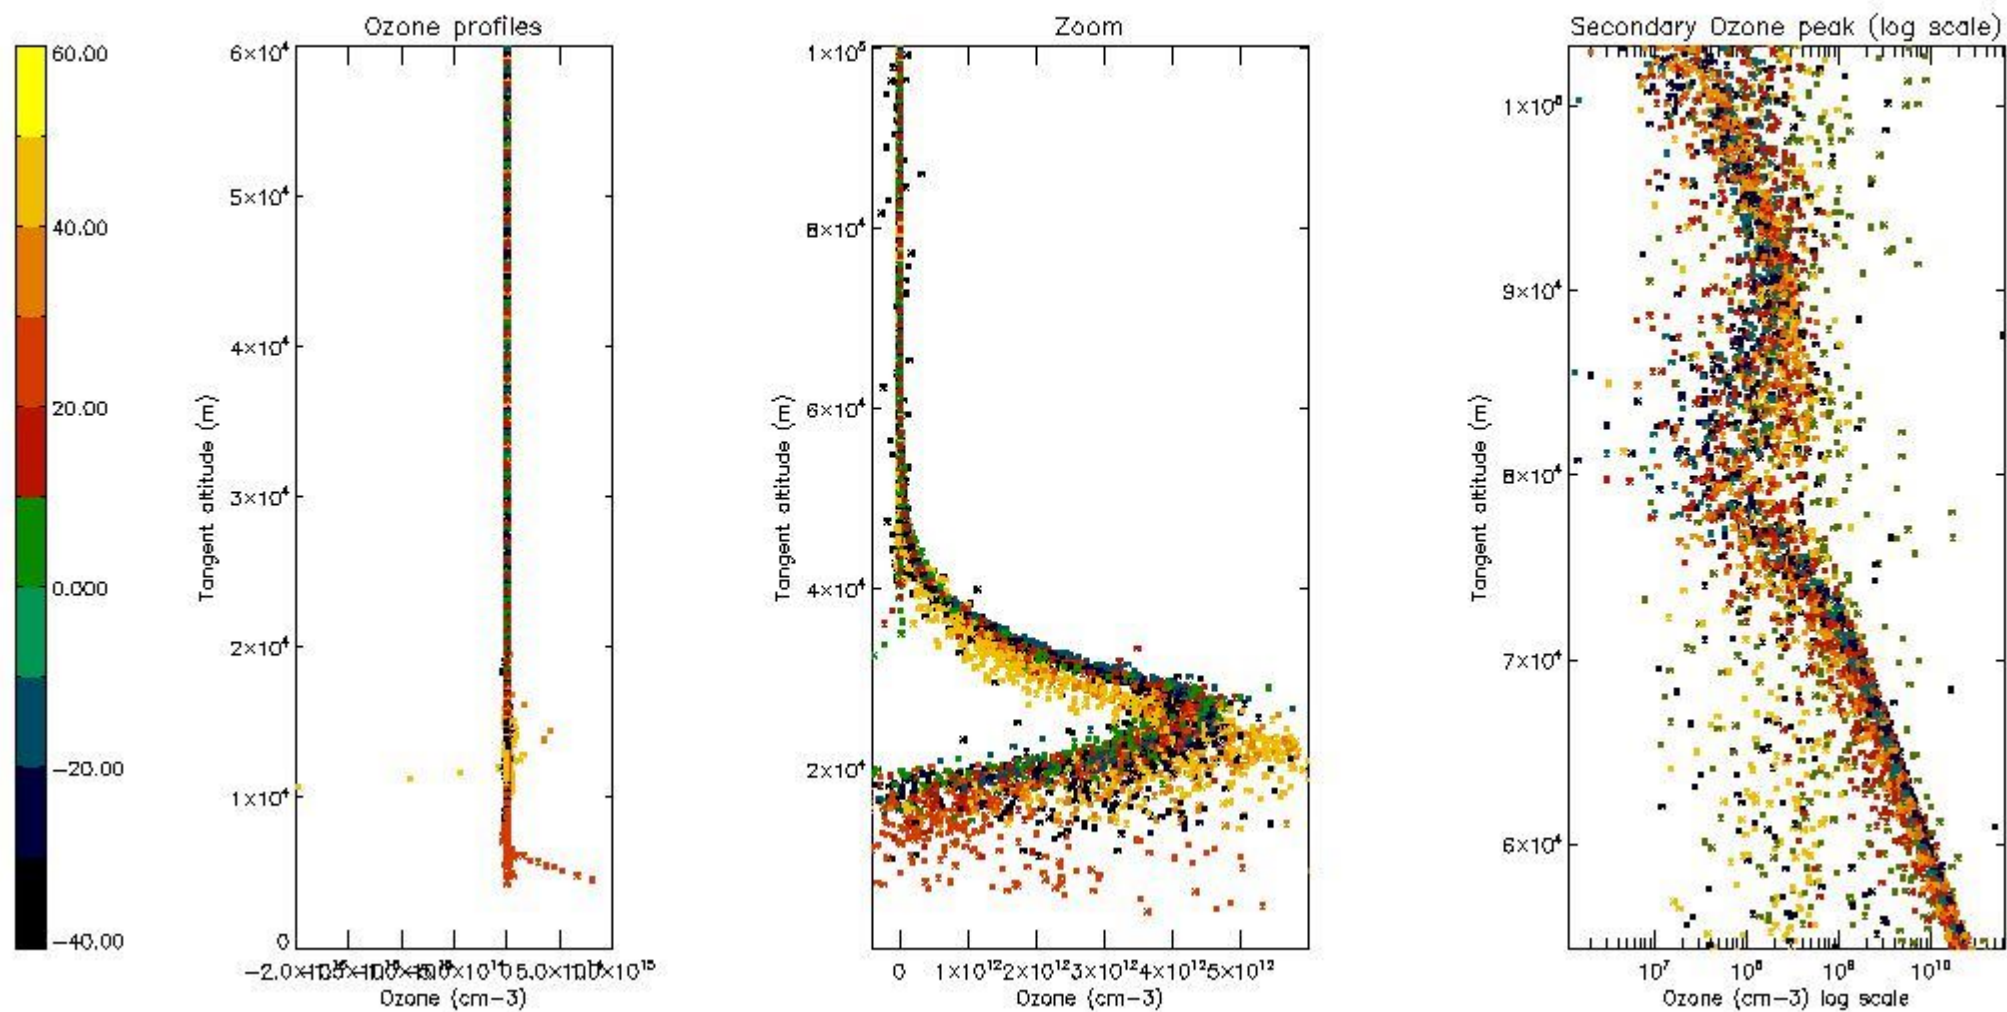 Ozone profiles
Zoom
Secondary Ozone peak (log scale)
60.00
40.00
20.00
0.000
−20.00
−40.00
6×10⁴
5×10⁴
4×10⁴
3×10⁴
2×10⁴
1×10⁴
0
Tangent altitude (m)
Ozone (cm−3)
1×10⁵
8×10⁴
6×10⁴
4×10⁴
2×10⁴
Tangent altitude (m)
0 1×10¹² 2×10¹² 3×10¹² 4×10¹² 5×10¹²
Ozone (cm−3)
9×10⁴
8×10⁴
7×10⁴
6×10⁴
Tangent altitude (m)
10⁷ 10⁸ 10⁹ 10¹⁰
Ozone (cm−3) log scale